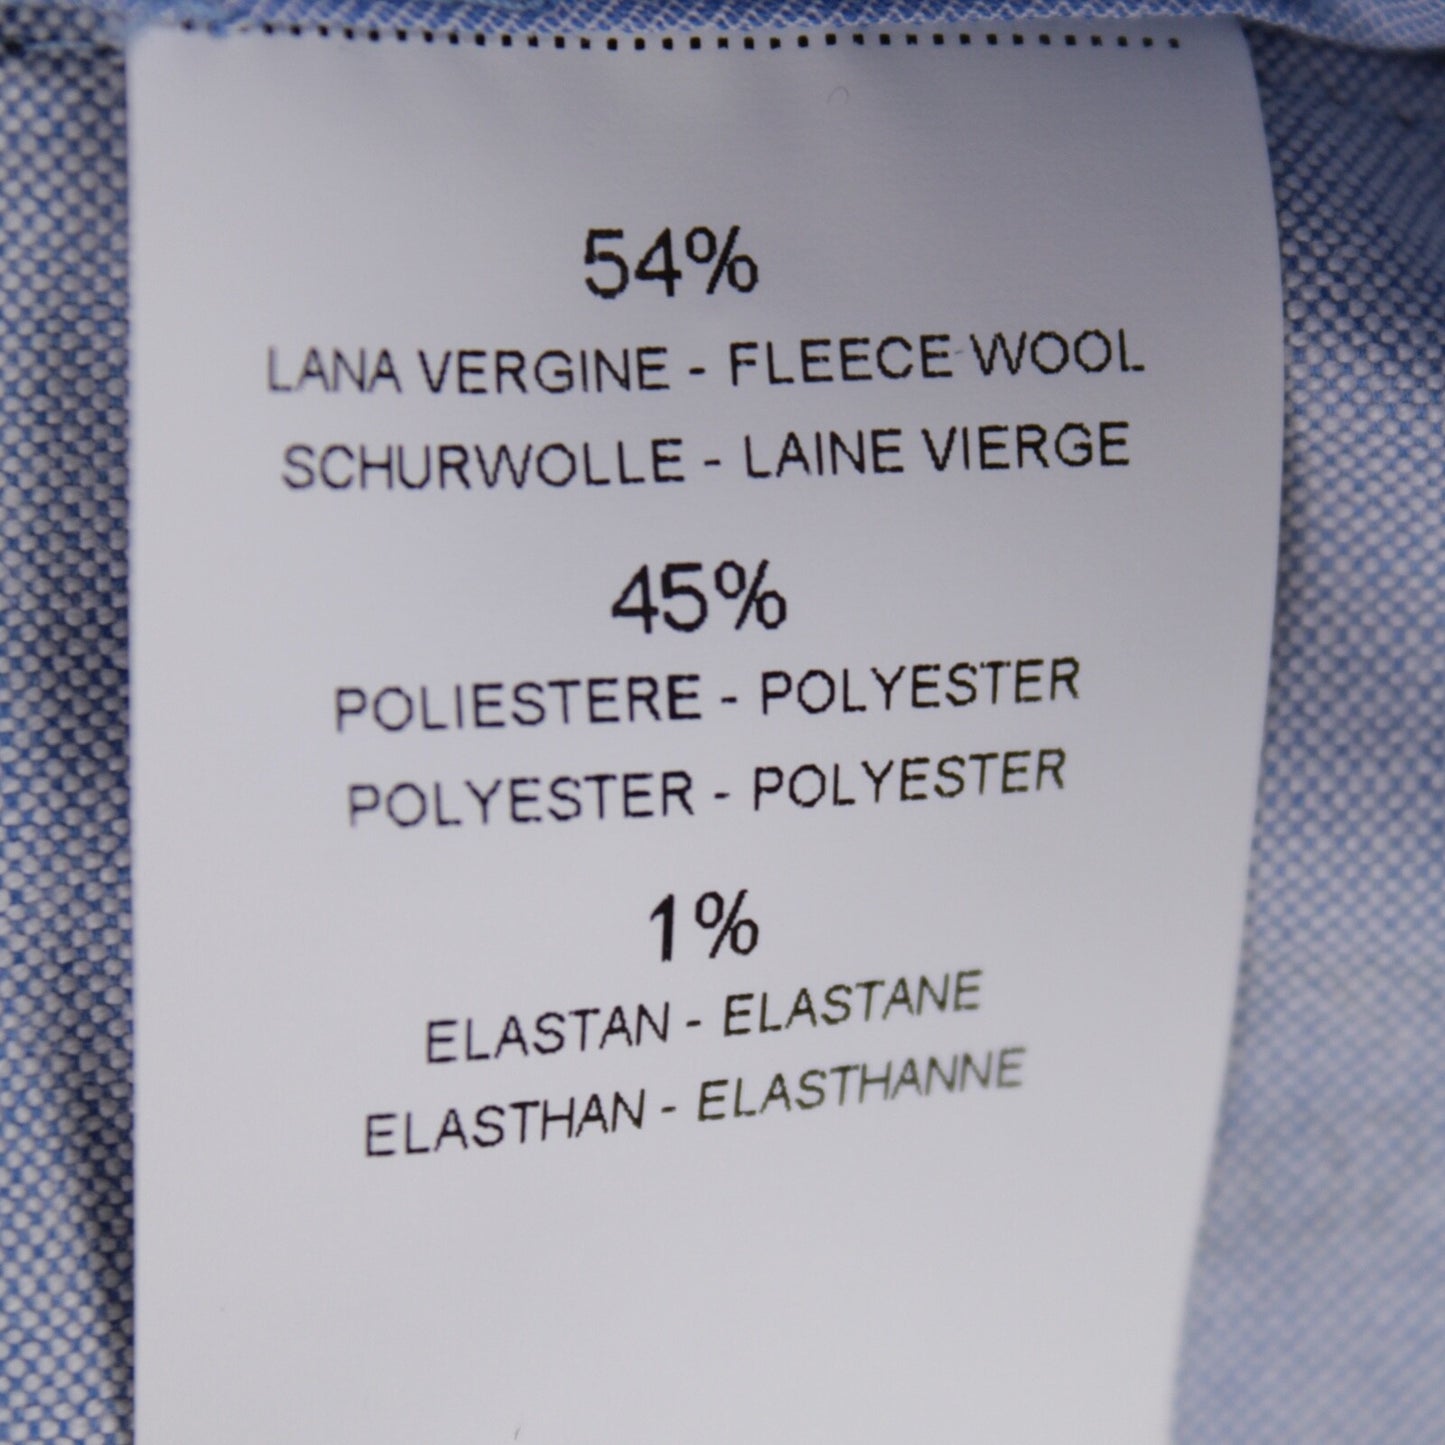 54%
LANA VERGINE - FLEECE WOOL
SCHURWOLLE - LAINE VIERGE
45%
POLIESTERE - POLYESTER
POLYESTER - POLYESTER
1%
ELASTAN - ELASTANE
ELASTHAN - ELASTHANNE